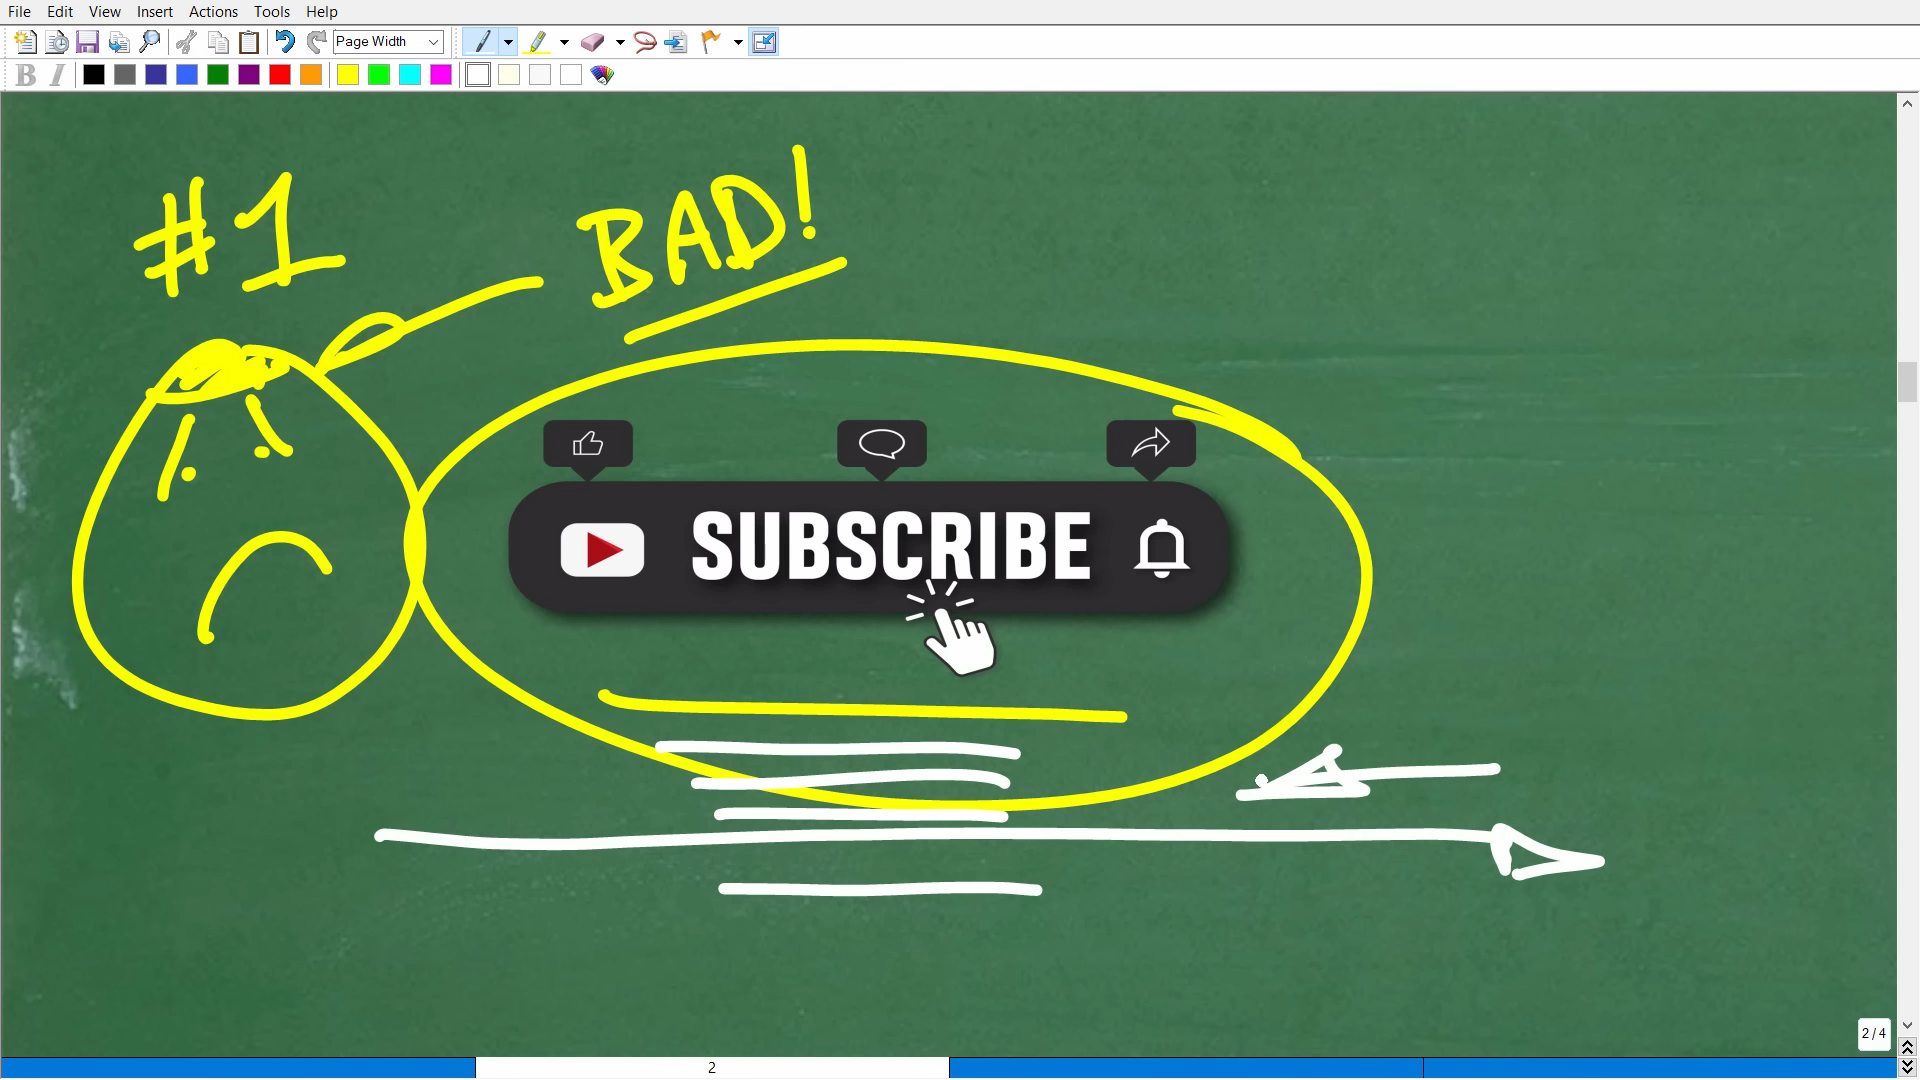 File Edit View Insert Actions Tools Help
Page Width
B I
#1 BAD!
SUBSCRIBE
2 / 4
2